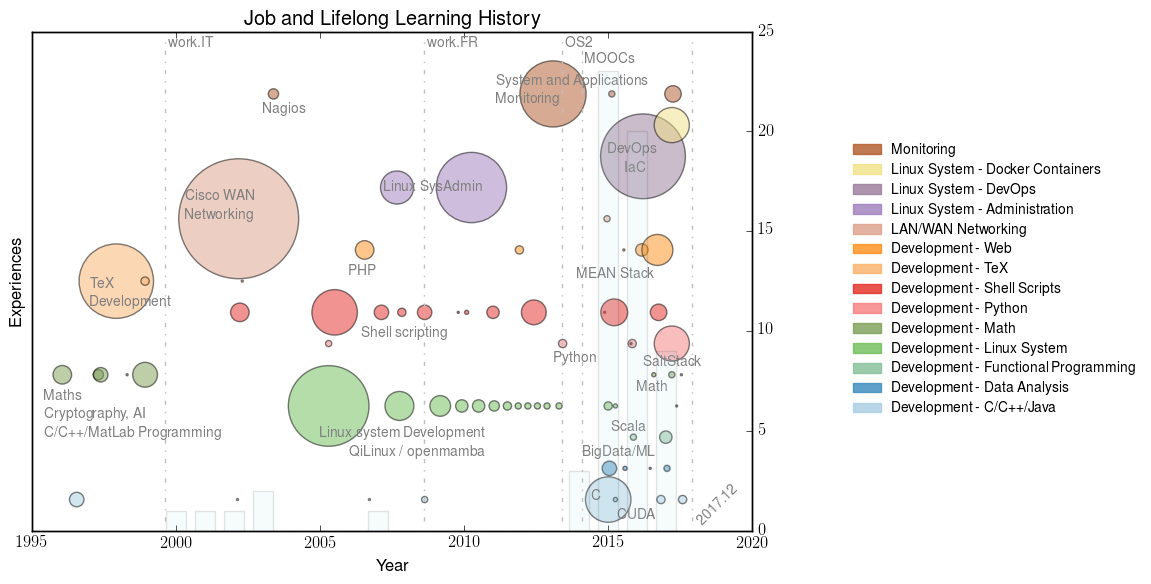 Job and Lifelong Learning History
work.IT
work.FR
OS2
MOOCs
System and Applications
Monitoring
Nagios
DevOps
IaC
Cisco WAN
Networking
Linux SysAdmin
PHP
MEAN Stack
TeX
Development
Shell scripting
Python
SaltStack
Math
Maths
Cryptography, AI
C/C++/MatLab Programming
Linux system Development
QiLinux / openmamba
Scala
BigData/ML
C
CUDA
2017.12
Experiences
Year
1995
2000
2005
2010
2015
2020
25
20
15
10
5
0
Monitoring
Linux System - Docker Containers
Linux System - DevOps
Linux System - Administration
LAN/WAN Networking
Development - Web
Development - TeX
Development - Shell Scripts
Development - Python
Development - Math
Development - Linux System
Development - Functional Programming
Development - Data Analysis
Development - C/C++/Java